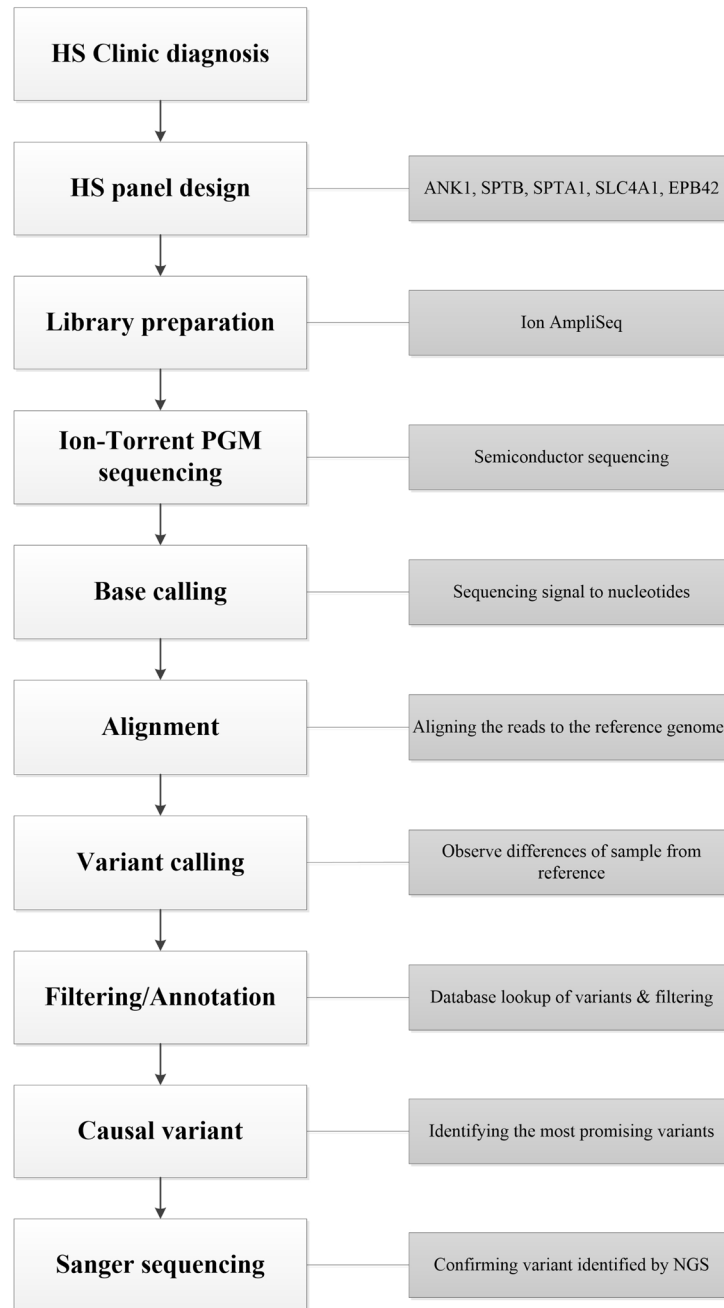 HS Clinic diagnosis
HS panel design
ANK1, SPTB, SPTA1, SLC4A1, EPB42
Library preparation
Ion AmpliSeq
Ion-Torrent PGM
sequencing
Semiconductor sequencing
Base calling
Sequencing signal to nucleotides
Alignment
Aligning the reads to the reference genome
Variant calling
Observe differences of sample from
reference
Filtering/Annotation
Database lookup of variants & filtering
Causal variant
Identifying the most promising variants
Sanger sequencing
Confirming variant identified by NGS